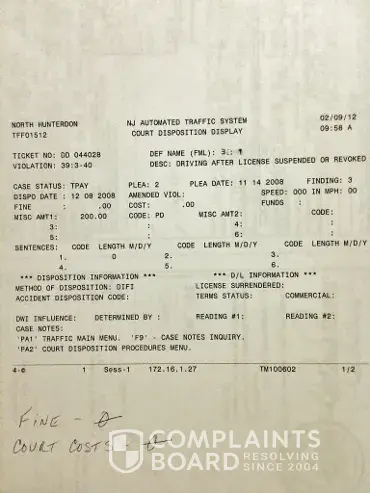 NORTH HUNTERDON NJ AUTOMATED TRAFFIC SYSTEM 02/09/12
TFF01512 COURT DISPOSITION DISPLAY 09:56 A
TICKET NO: DD 044028 DEF NAME (FML):
VIOLATION: 39:3-40 DESC: DRIVING AFTER LICENSE SUSPENDED OR REVOKED
CASE STATUS: TPAY PLEA: 2 PLEA DATE: 11 14 2008 FINDING: 3
DISPO DATE : 12 08 2008 AMENDED VIOL: SPEED: 000 IN MPH: 00
FINE : .00 COST: .00 FUNDS :
MISC AMT1: 200.00 CODE: PD MISC AMT2: CODE:
3: : 4: :
5: : 6: :
SENTENCES: CODE LENGTH M/D/Y CODE LENGTH M/D/Y CODE LENGTH M/D/Y
1. 0 2. 3.
4. 5. 6.
*** DISPOSITION INFORMATION *** *** D/L INFORMATION ***
METHOD OF DISPOSITION: DIFI LICENSE SURRENDERED:
ACCIDENT DISPOSITION CODE: TERMS STATUS: COMMERCIAL:
DWI INFLUENCE: DETERMINED BY : READING #1: READING #2:
CASE NOTES:
'PA1' TRAFFIC MAIN MENU. 'F9' - CASE NOTES INQUIRY.
'PA2' COURT DISPOSITION PROCEDURES MENU.
4-© 1 Sess-1 172.16.1.27 TM100602 1/2
FINE - 0
COURT COSTS - 0
COMPLAINTS
BOARD RESOLVING
SINCE 2004